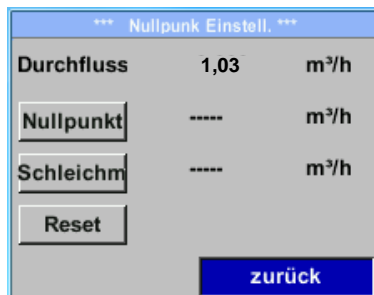 *** Nullpunk Einstell. ***
Durchfluss 1,03 m³/h
Nullpunkt ----- m³/h
Schleichm ----- m³/h
Reset
zurück